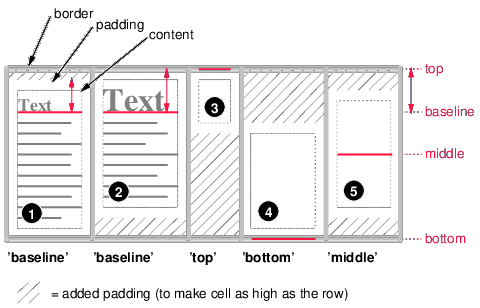 border
padding
content
top
Text
Text
baseline
middle
1
2
3
4
5
bottom
'baseline'
'baseline'
'top'
'bottom'
'middle'
= added padding (to make cell as high as the row)